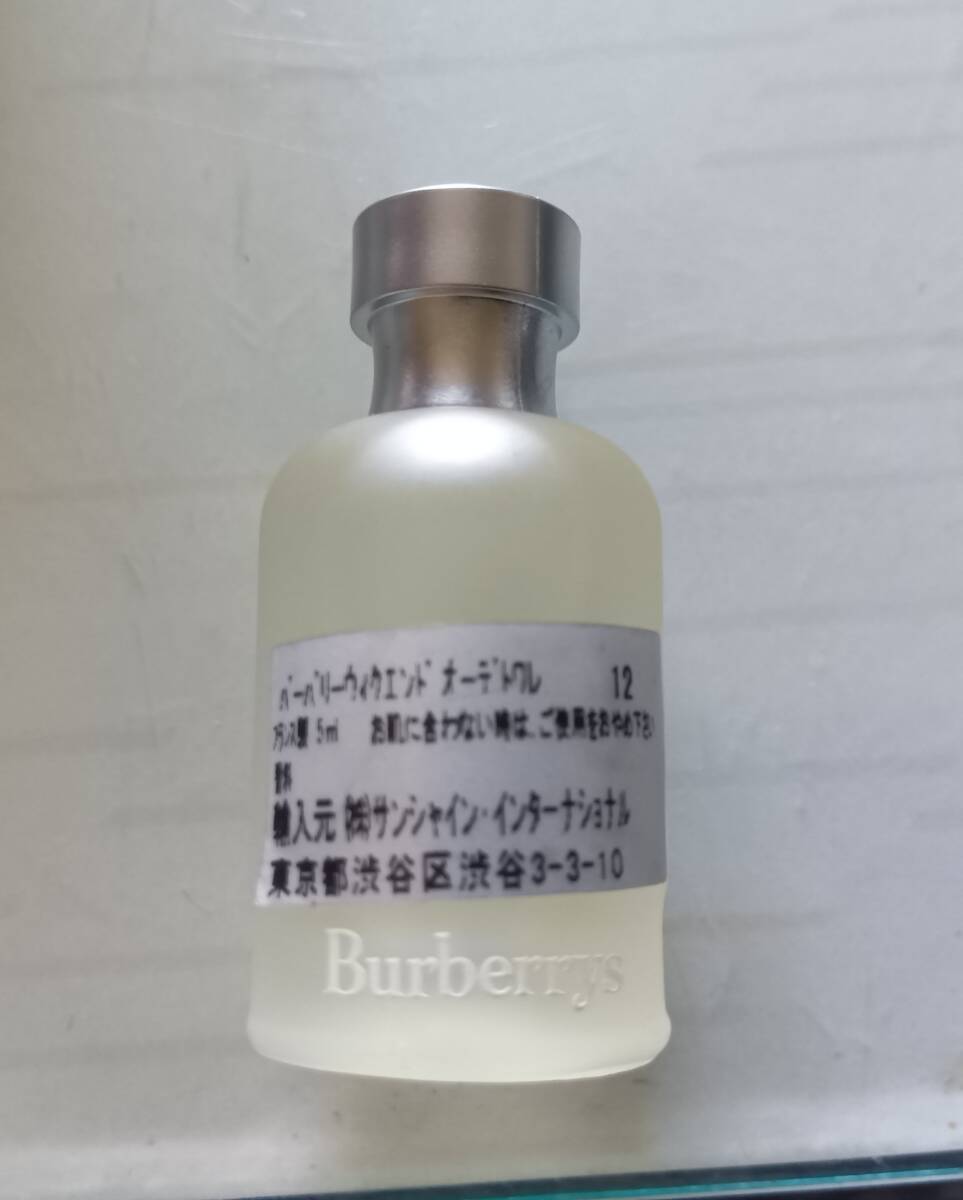 バーバリーウィクエンド オーデトワレ 12
フランス製 5ml お肌に合わない時は、ご使用をおやめ下さい
香料
輸入元 ㈱サンシャイン・インターナショナル
東京都渋谷区渋谷3-3-10
Burberrys